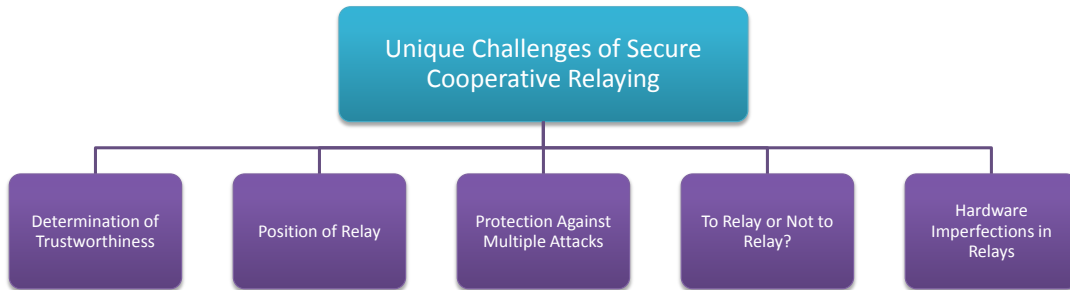 Unique Challenges of Secure
Cooperative Relaying
Determination of
Trustworthiness
Position of Relay
Protection Against
Multiple Attacks
To Relay or Not to
Relay?
Hardware
Imperfections in
Relays